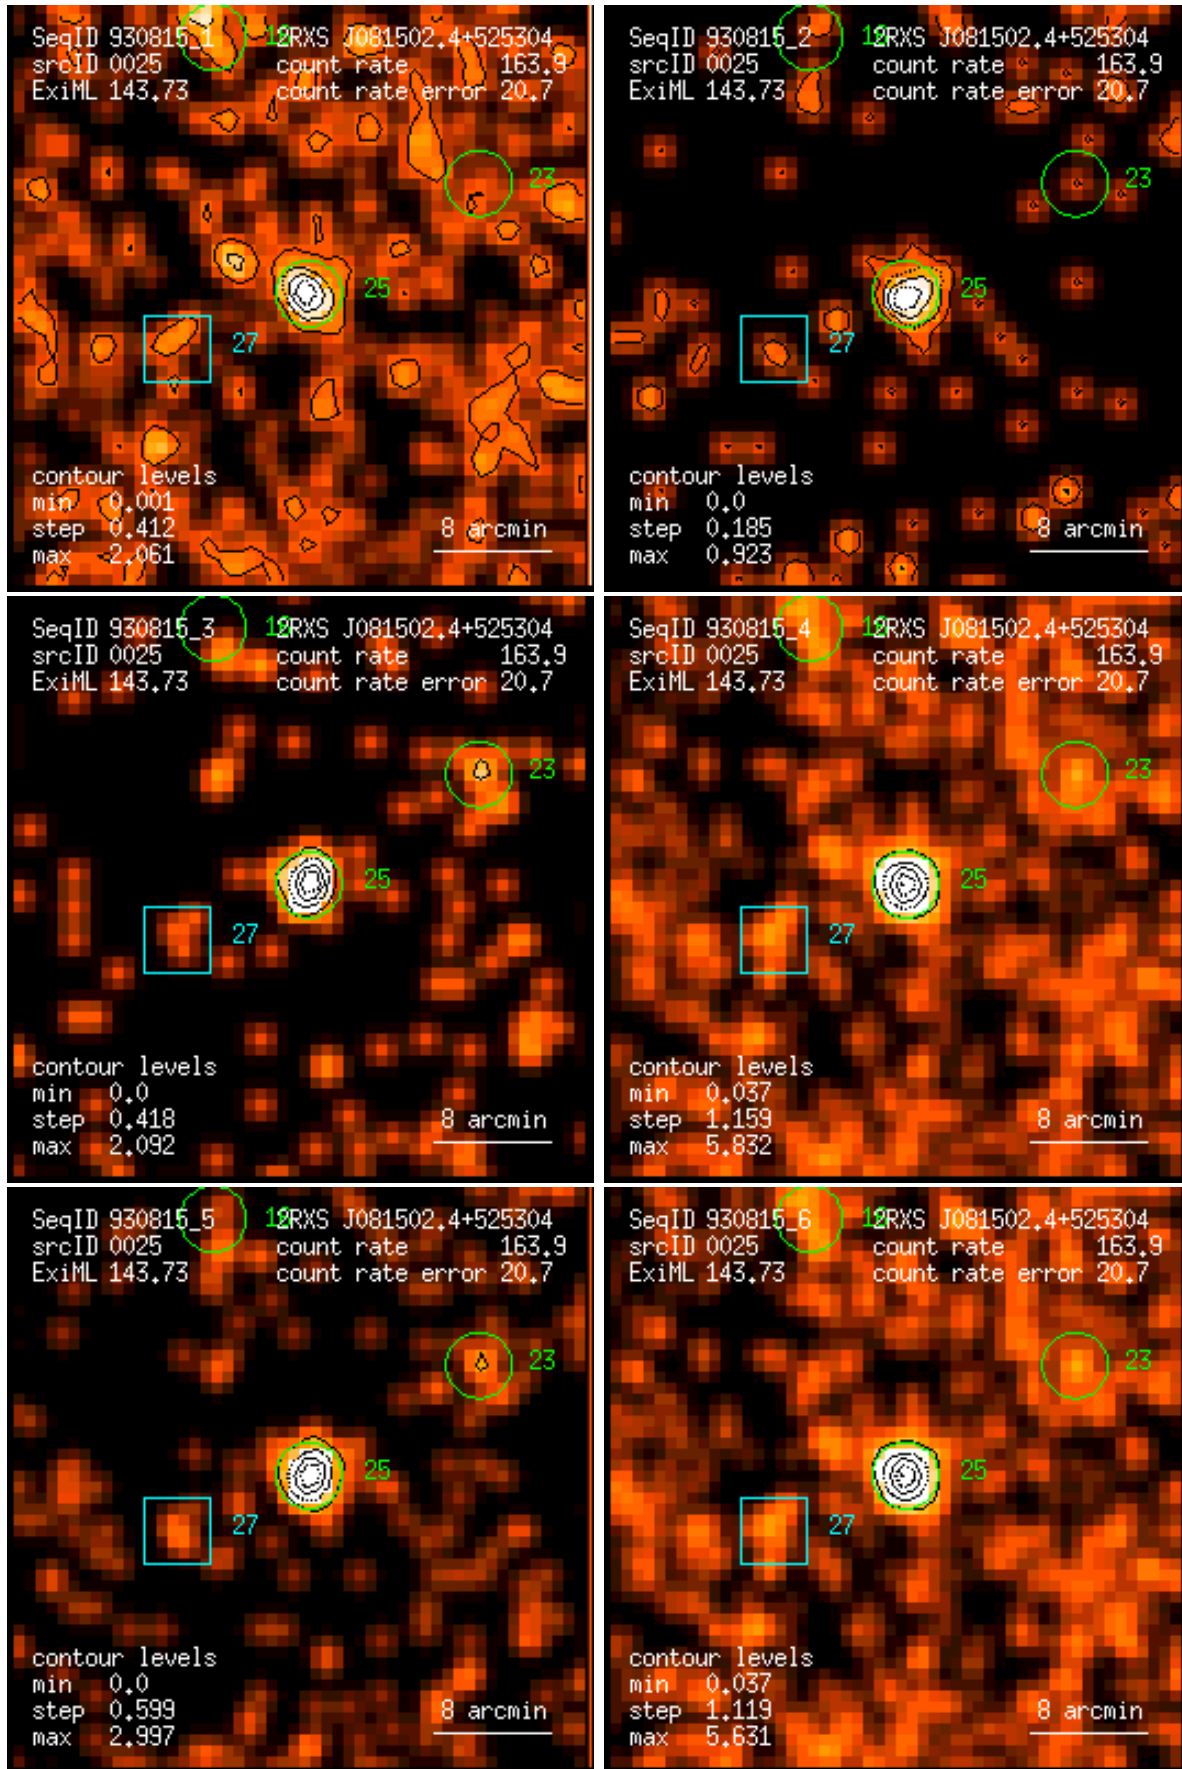 SeqID 930815_1 2RXS J081502.4+525304
srcID 0025 count rate 163.9
ExiML 143.73 count rate error 20.7
23
25
27
contour levels
min 0.001
step 0.412 8 arcmin
max 2.061
SeqID 930815_2 2RXS J081502.4+525304
srcID 0025 count rate 163.9
ExiML 143.73 count rate error 20.7
23
25
27
contour levels
min 0.0
step 0.185 8 arcmin
max 0.923
SeqID 930815_3 2RXS J081502.4+525304
srcID 0025 count rate 163.9
ExiML 143.73 count rate error 20.7
23
25
27
contour levels
min 0.0
step 0.418 8 arcmin
max 2.092
SeqID 930815_4 2RXS J081502.4+525304
srcID 0025 count rate 163.9
ExiML 143.73 count rate error 20.7
23
25
27
contour levels
min 0.037
step 1.159 8 arcmin
max 5.832
SeqID 930815_5 2RXS J081502.4+525304
srcID 0025 count rate 163.9
ExiML 143.73 count rate error 20.7
23
25
27
contour levels
min 0.0
step 0.599 8 arcmin
max 2.997
SeqID 930815_6 2RXS J081502.4+525304
srcID 0025 count rate 163.9
ExiML 143.73 count rate error 20.7
23
25
27
contour levels
min 0.037
step 1.119 8 arcmin
max 5.631